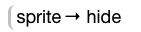 sprite → hide